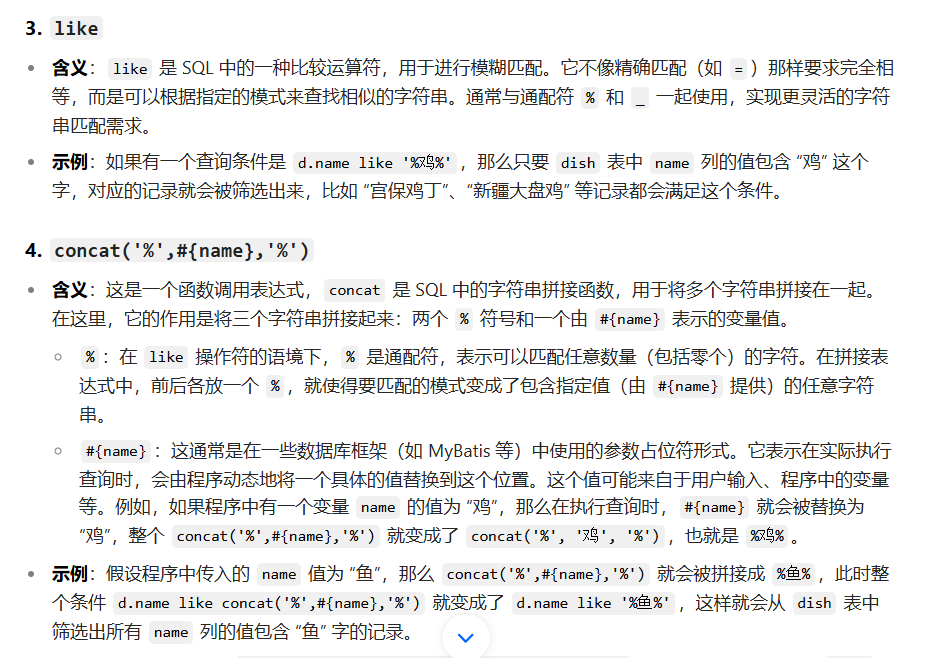 3. like
含义：like 是 SQL 中的一种比较运算符，用于进行模糊匹配。它不像精确匹配（如 = ）那样要求完全相
等，而是可以根据指定的模式来查找相似的字符串。通常与通配符 % 和 _ 一起使用，实现更灵活的字符
串匹配需求。
示例：如果有一个查询条件是 d.name like '%鸡%' ，那么只要 dish 表中 name 列的值包含 “鸡” 这个
字，对应的记录就会被筛选出来，比如 “宫保鸡丁”、“新疆大盘鸡” 等记录都会满足这个条件。
4. concat('%',#{name},'%')
含义：这是一个函数调用表达式， concat 是 SQL 中的字符串拼接函数，用于将多个字符串拼接在一起。
在这里，它的作用是将三个字符串拼接起来：两个 % 符号和一个由 #{name} 表示的变量值。
% ：在 like 操作符的语境下， % 是通配符，表示可以匹配任意数量（包括零个）的字符。在拼接表
达式中，前后各放一个 % ，就使得要匹配的模式变成了包含指定值（由 #{name} 提供）的任意字符
串。
#{name} ：这通常是在一些数据库框架（如 MyBatis 等）中使用的参数占位符形式。它表示在实际执行
查询时，会由程序动态地将一个具体的值替换到这个位置。这个值可能来自于用户输入、程序中的变量
等。例如，如果程序中有一个变量 name 的值为 “鸡”，那么在执行查询时， #{name} 就会被替换为
“鸡”，整个 concat('%',#{name},'%') 就变成了 concat('%', '鸡', '%') ，也就是 %鸡% 。
示例：假设程序中传入的 name 值为 “鱼”，那么 concat('%',#{name},'%') 就会被拼接成 %鱼% ，此时整
个条件 d.name like concat('%',#{name},'%') 就变成了 d.name like '%鱼%' ，这样就会从 dish 表中
筛选出所有 name 列的值包含 “鱼” 字的记录。